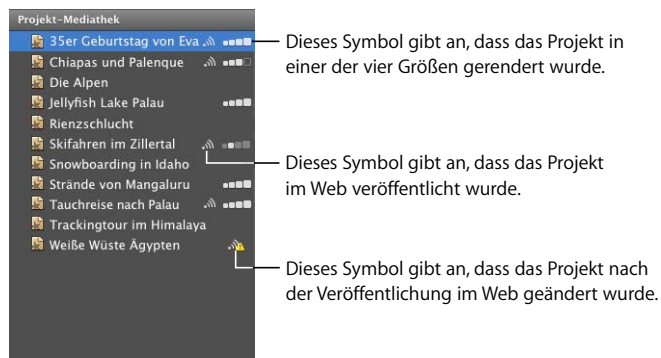 Projekt-Mediathek
35er Geburtstag von Eva
Chiapas und Palenque
Die Alpen
Jellyfish Lake Palau
Rienzschlucht
Skifahren im Zillertal
Snowboarding in Idaho
Strände von Mangaluru
Tauchreise nach Palau
Trackingtour im Himalaya
Weiße Wüste Ägypten
Dieses Symbol gibt an, dass das Projekt in
einer der vier Größen gerendert wurde.
Dieses Symbol gibt an, dass das Projekt
im Web veröffentlicht wurde.
Dieses Symbol gibt an, dass das Projekt nach
der Veröffentlichung im Web geändert wurde.